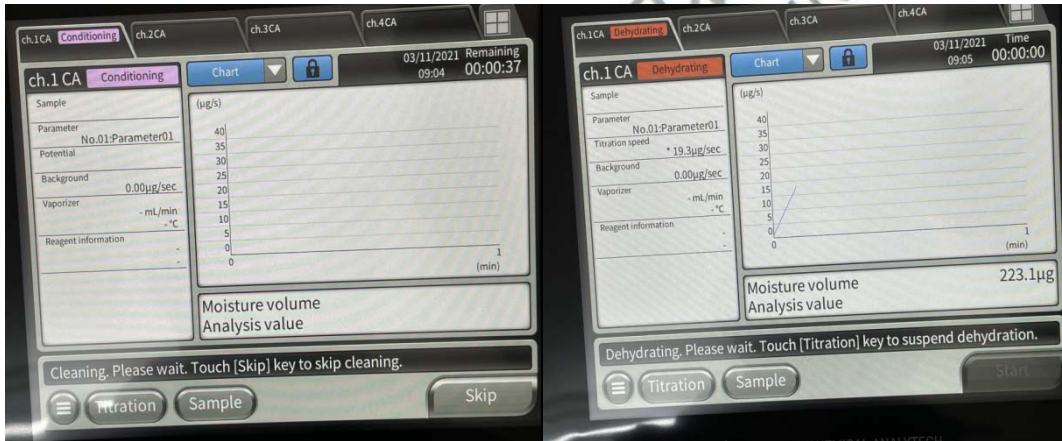 ch.1CA Conditioning ch.2CA ch.3CA ch.4CA
ch.1 CA Conditioning
Chart
03/11/2021 Remaining
09:04 00:00:37
Sample
Parameter
No.01:Parameter01
Potential
Background
0.00µg/sec
Vaporizer
- mL/min
- °C
Reagent information
-
-
(µg/s)
40
35
30
25
20
15
10
5
0
0 1
(min)
Moisture volume
Analysis value
Cleaning. Please wait. Touch [Skip] key to skip cleaning.
Titration Sample Skip
ch.1CA Dehydrating ch.2CA ch.3CA ch.4CA
ch.1 CA Dehydrating
Chart
03/11/2021 Time
09:05 00:00:00
Sample
Parameter
No.01:Parameter01
Titration speed
* 19.3µg/sec
Background
0.00µg/sec
Vaporizer
- mL/min
- °C
Reagent information
-
-
(µg/s)
40
35
30
25
20
15
10
5
0
0 1
(min)
Moisture volume 223.1µg
Analysis value
Dehydrating. Please wait. Touch [Titration] key to suspend dehydration.
Titration Sample Start